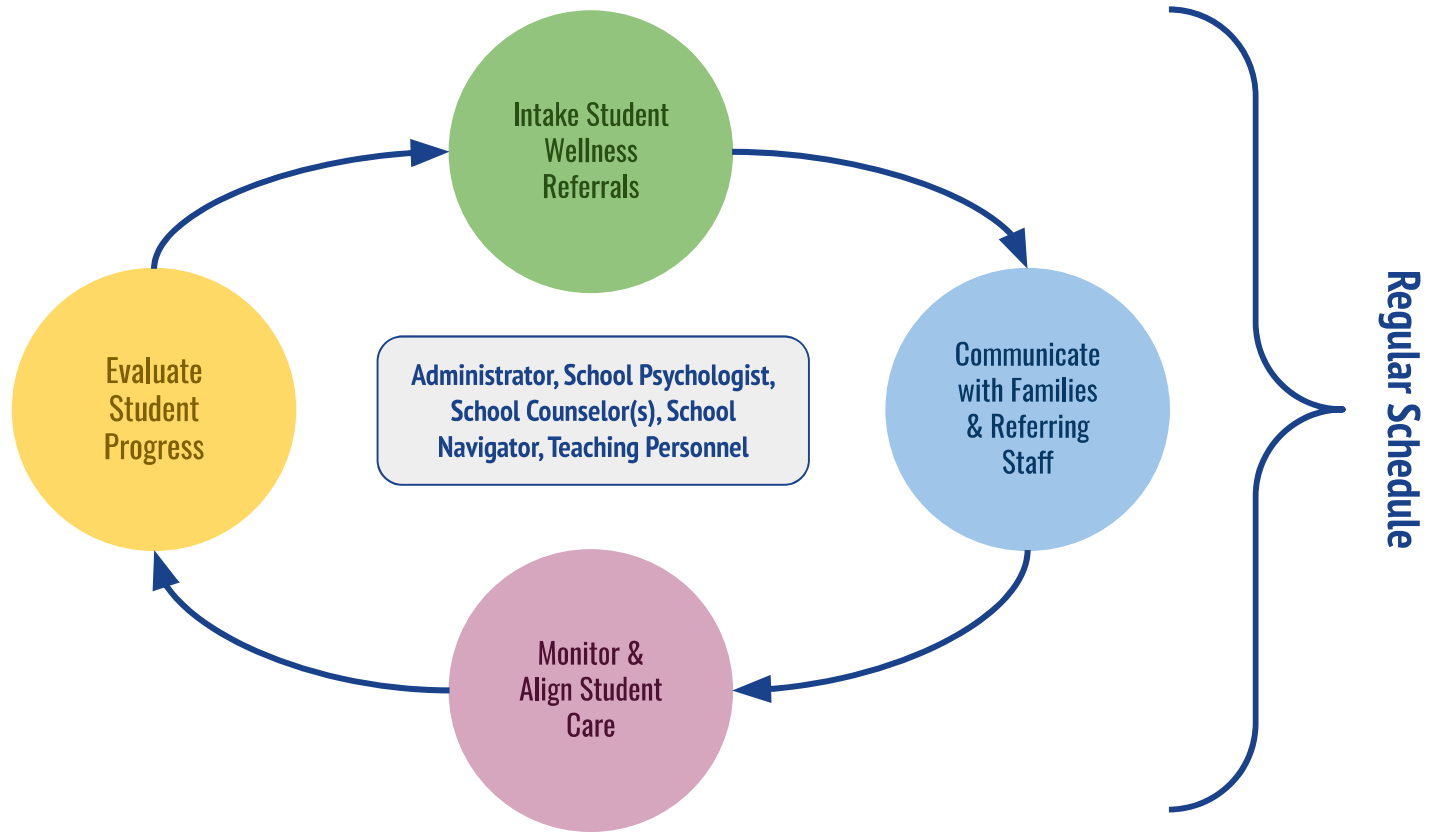 Intake Student
Wellness
Referrals
Communicate
with Families
& Referring
Staff
Monitor &
Align Student
Care
Evaluate
Student
Progress
Administrator, School Psychologist,
School Counselor(s), School
Navigator, Teaching Personnel
Regular Schedule